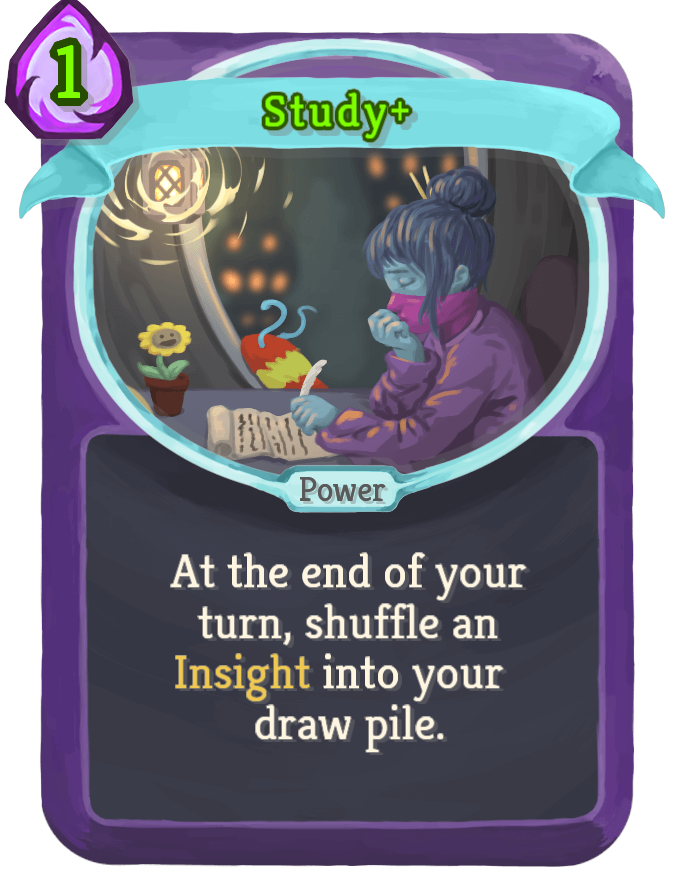 1
Study+
Power
At the end of your
turn, shuffle an
Insight into your
draw pile.